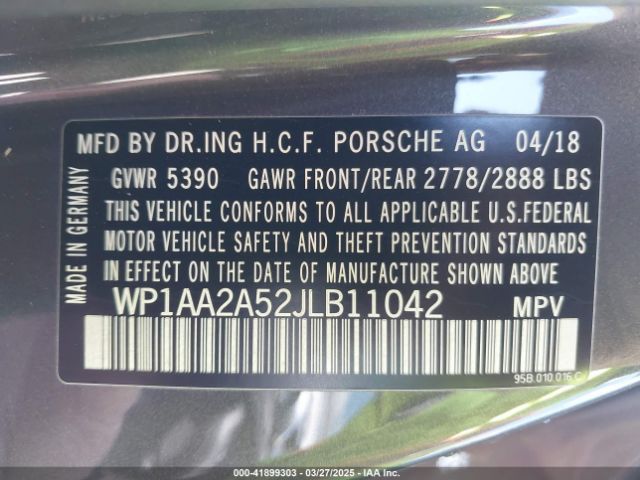 MFD BY DR.ING H.C.F. PORSCHE AG 04/18
GVWR 5390 GAWR FRONT/REAR 2778/2888 LBS
THIS VEHICLE CONFORMS TO ALL APPLICABLE U.S.FEDERAL
MOTOR VEHICLE SAFETY AND THEFT PREVENTION STANDARDS
IN EFFECT ON THE DATE OF MANUFACTURE SHOWN ABOVE
MADE IN GERMANY
WP1AA2A52JLB11042 MPV
95B.010.016.C
000-41899303 — 03/27/2025 — IAA Inc.